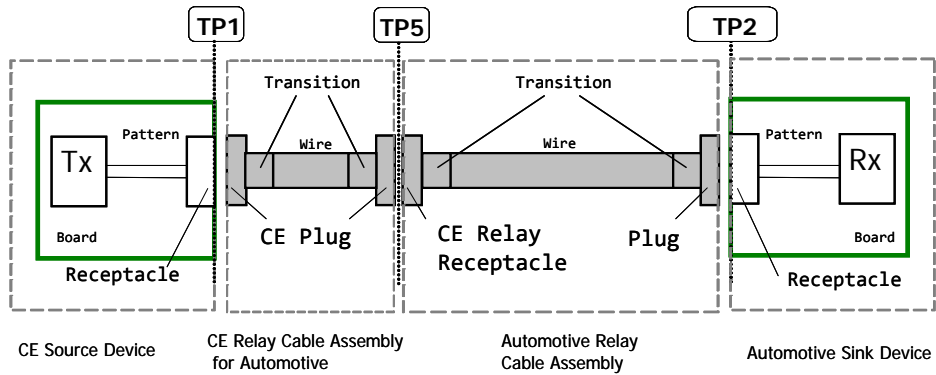 TP1
TP5
TP2
Transition
Transition
Pattern
Wire
Wire
Pattern
Tx
Rx
CE Plug
CE Relay
Receptacle
Plug
Board
Board
Receptacle
Receptacle
CE Source Device
CE Relay Cable Assembly
for Automotive
Automotive Relay
Cable Assembly
Automotive Sink Device